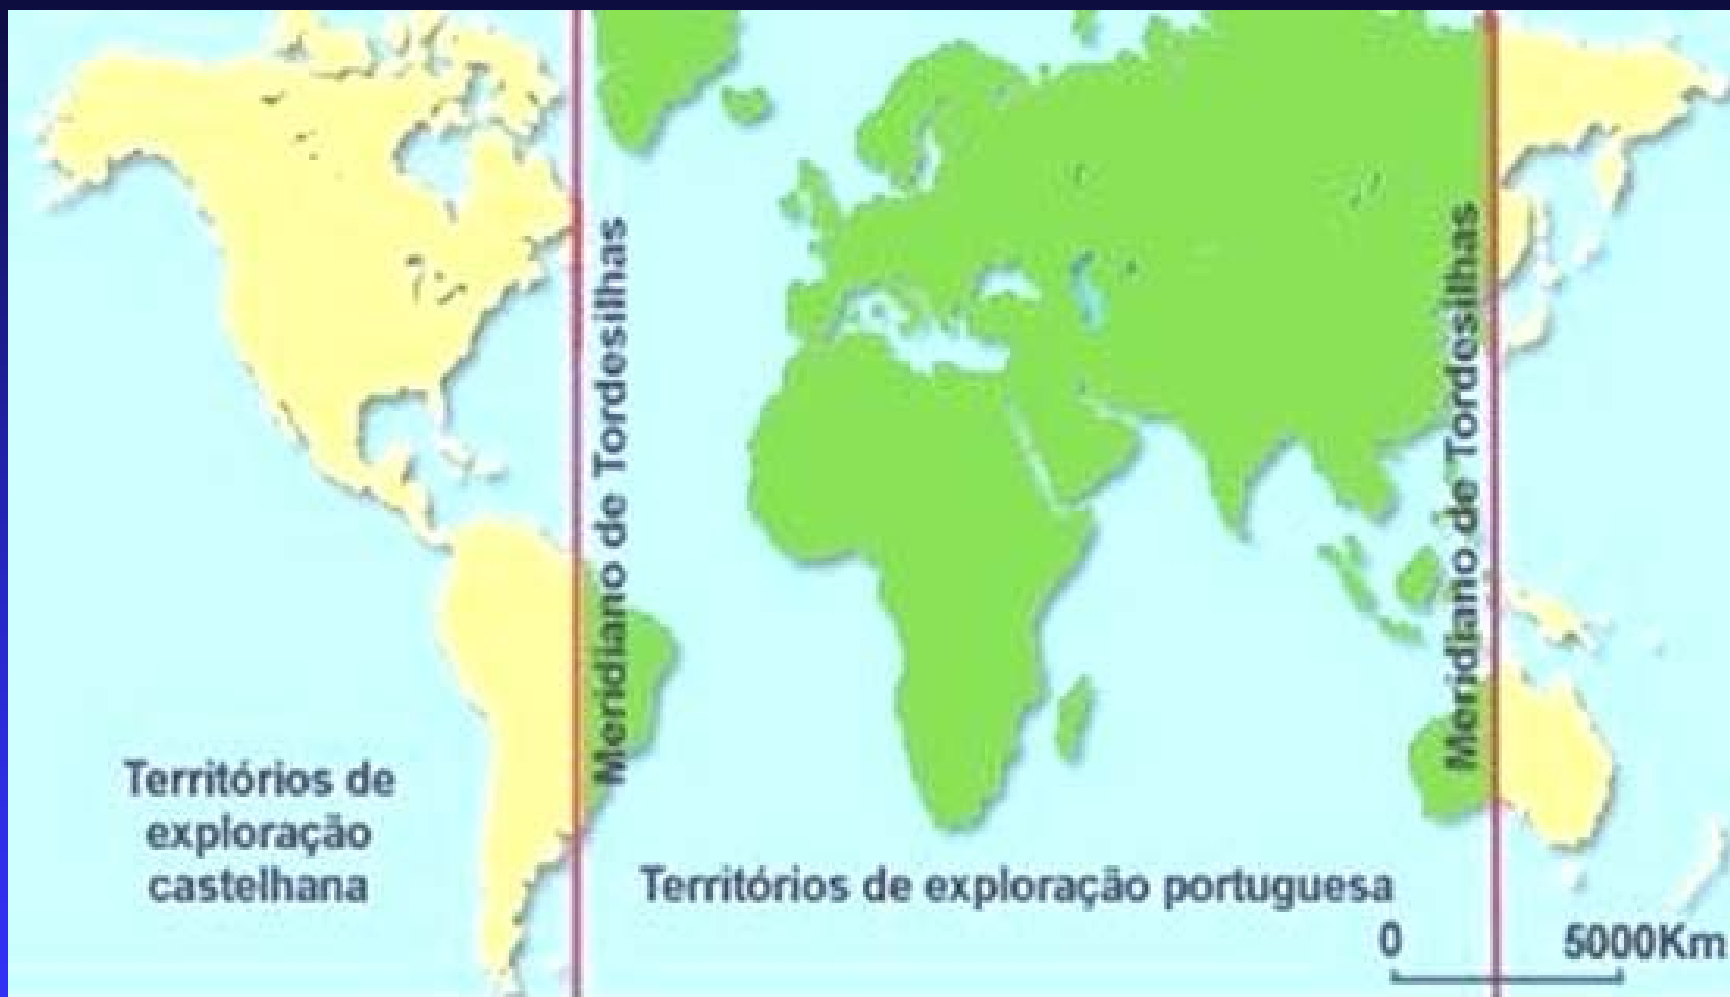 Meridiano de Tordesilhas
Meridiano de Tordesilhas
Territórios de
exploração
castelhana
Territórios de exploração portuguesa
0 5000Km